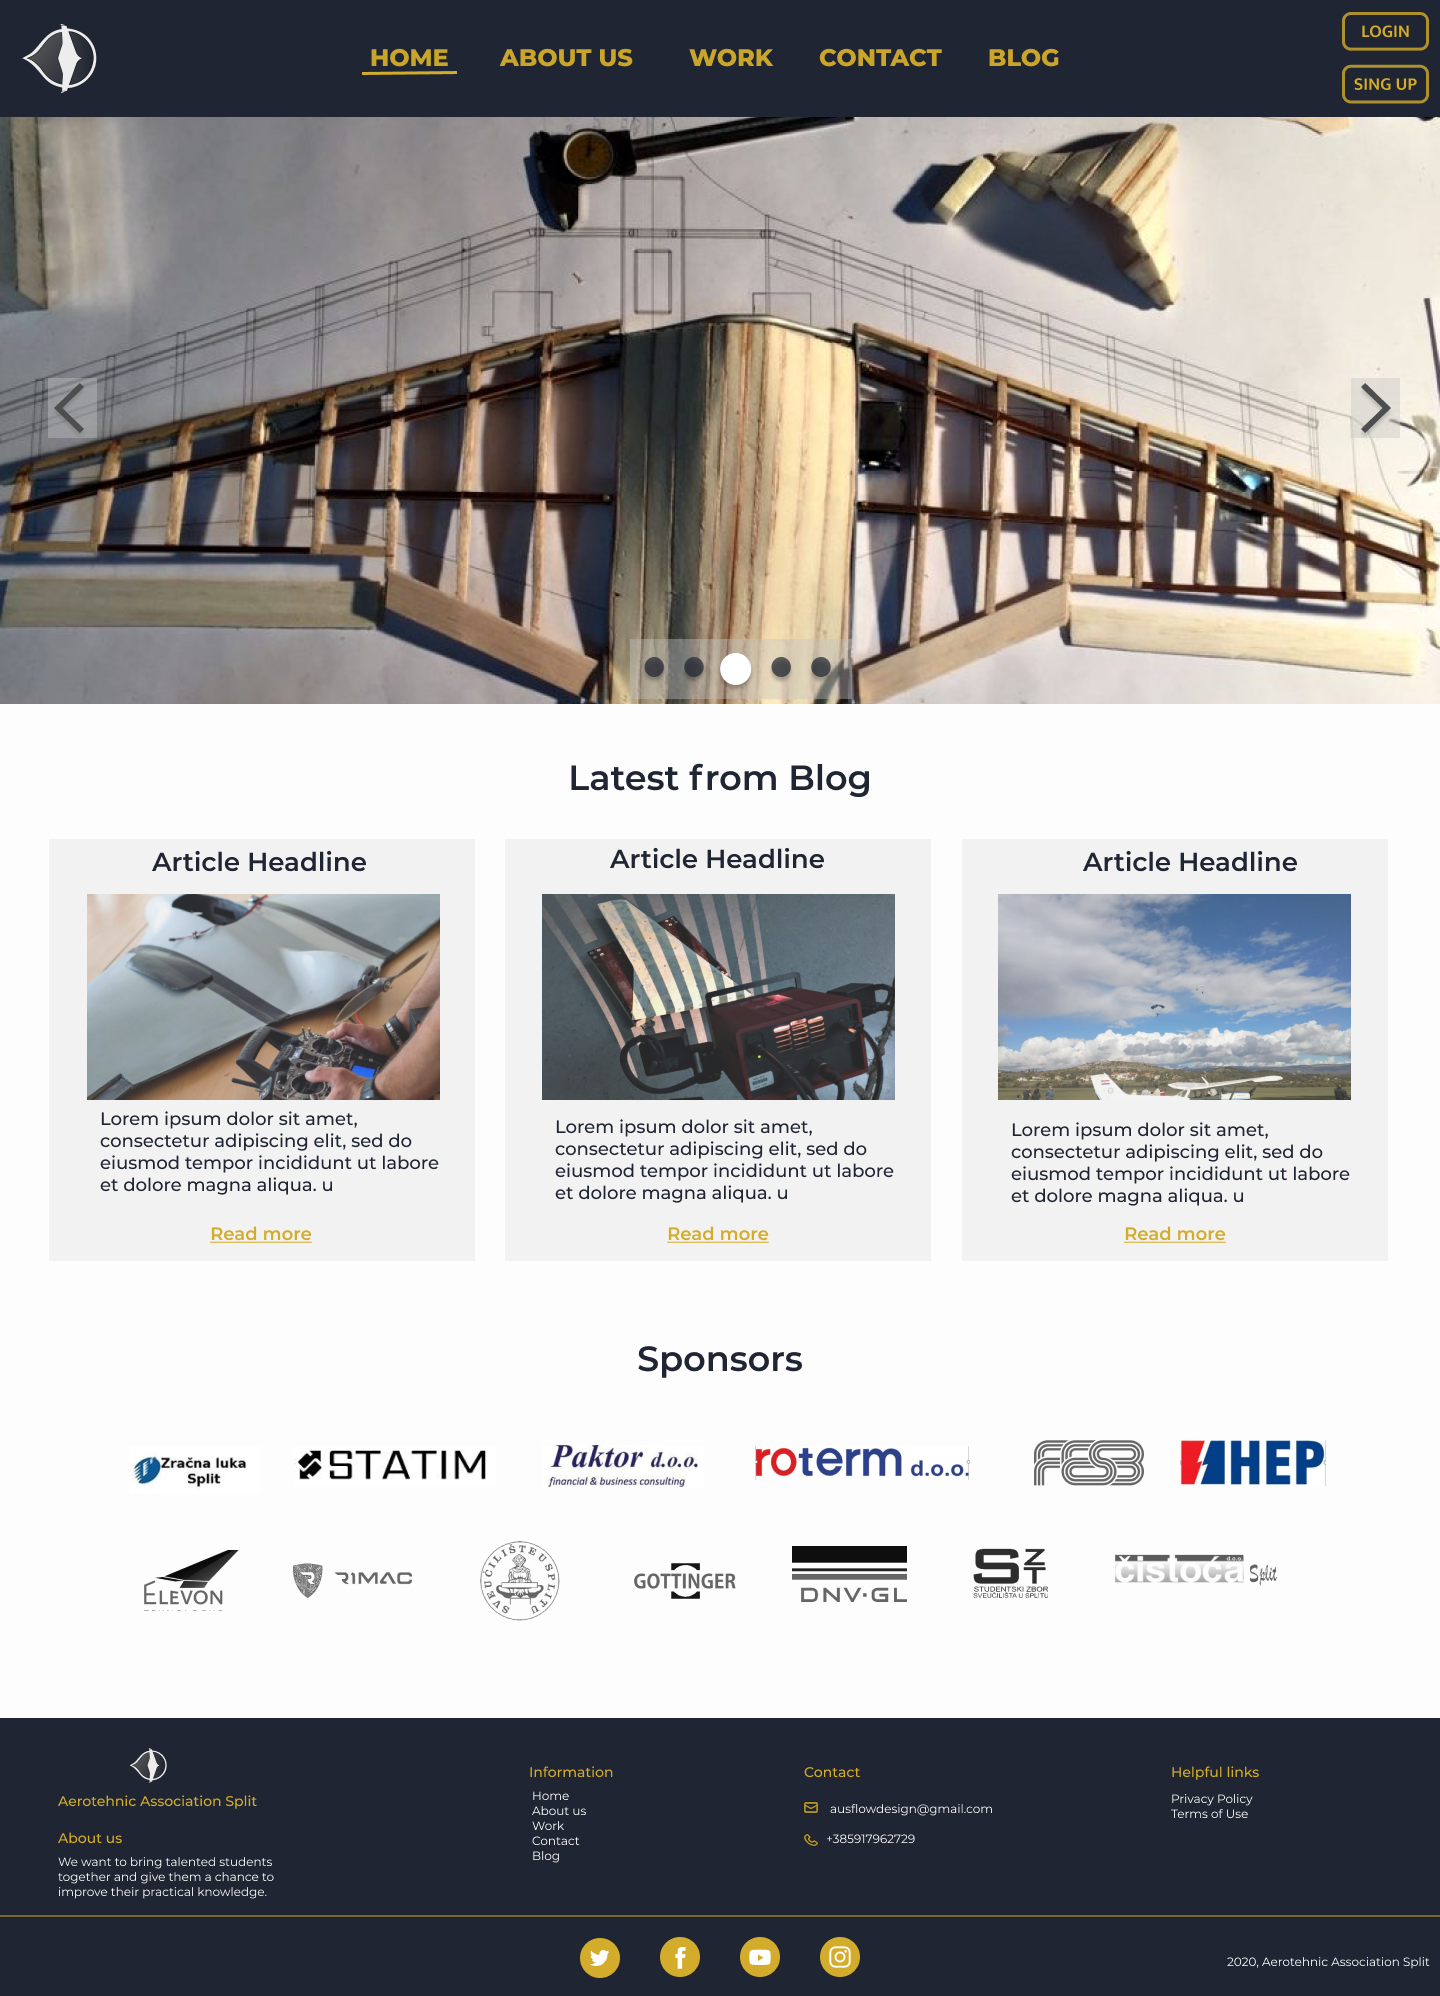 HOME ABOUT US WORK CONTACT BLOG
LOGIN
SING UP
Latest from Blog
Article Headline
Lorem ipsum dolor sit amet,
consectetur adipiscing elit, sed do
eiusmod tempor incididunt ut labore
et dolore magna aliqua. u
Read more
Article Headline
Lorem ipsum dolor sit amet,
consectetur adipiscing elit, sed do
eiusmod tempor incididunt ut labore
et dolore magna aliqua. u
Read more
Article Headline
Lorem ipsum dolor sit amet,
consectetur adipiscing elit, sed do
eiusmod tempor incididunt ut labore
et dolore magna aliqua. u
Read more
Sponsors
Zračna luka
Split
STATIM
Paktor d.o.o.
financial & business consulting
roterm d.o.o.
FESB
HEP
ELEVON
RIMAC
SVEUČILIŠTE U SPLITU
GOTTINGER
DNV·GL
SZT
STUDENTSKI ZBOR
SVEUČILIŠTA U SPLITU
čistoća d.o.o. Split
Aerotehnic Association Split
About us
We want to bring talented students
together and give them a chance to
improve their practical knowledge.
Information
Home
About us
Work
Contact
Blog
Contact
ausflowdesign@gmail.com
+385917962729
Helpful links
Privacy Policy
Terms of Use
2020, Aerotehnic Association Split